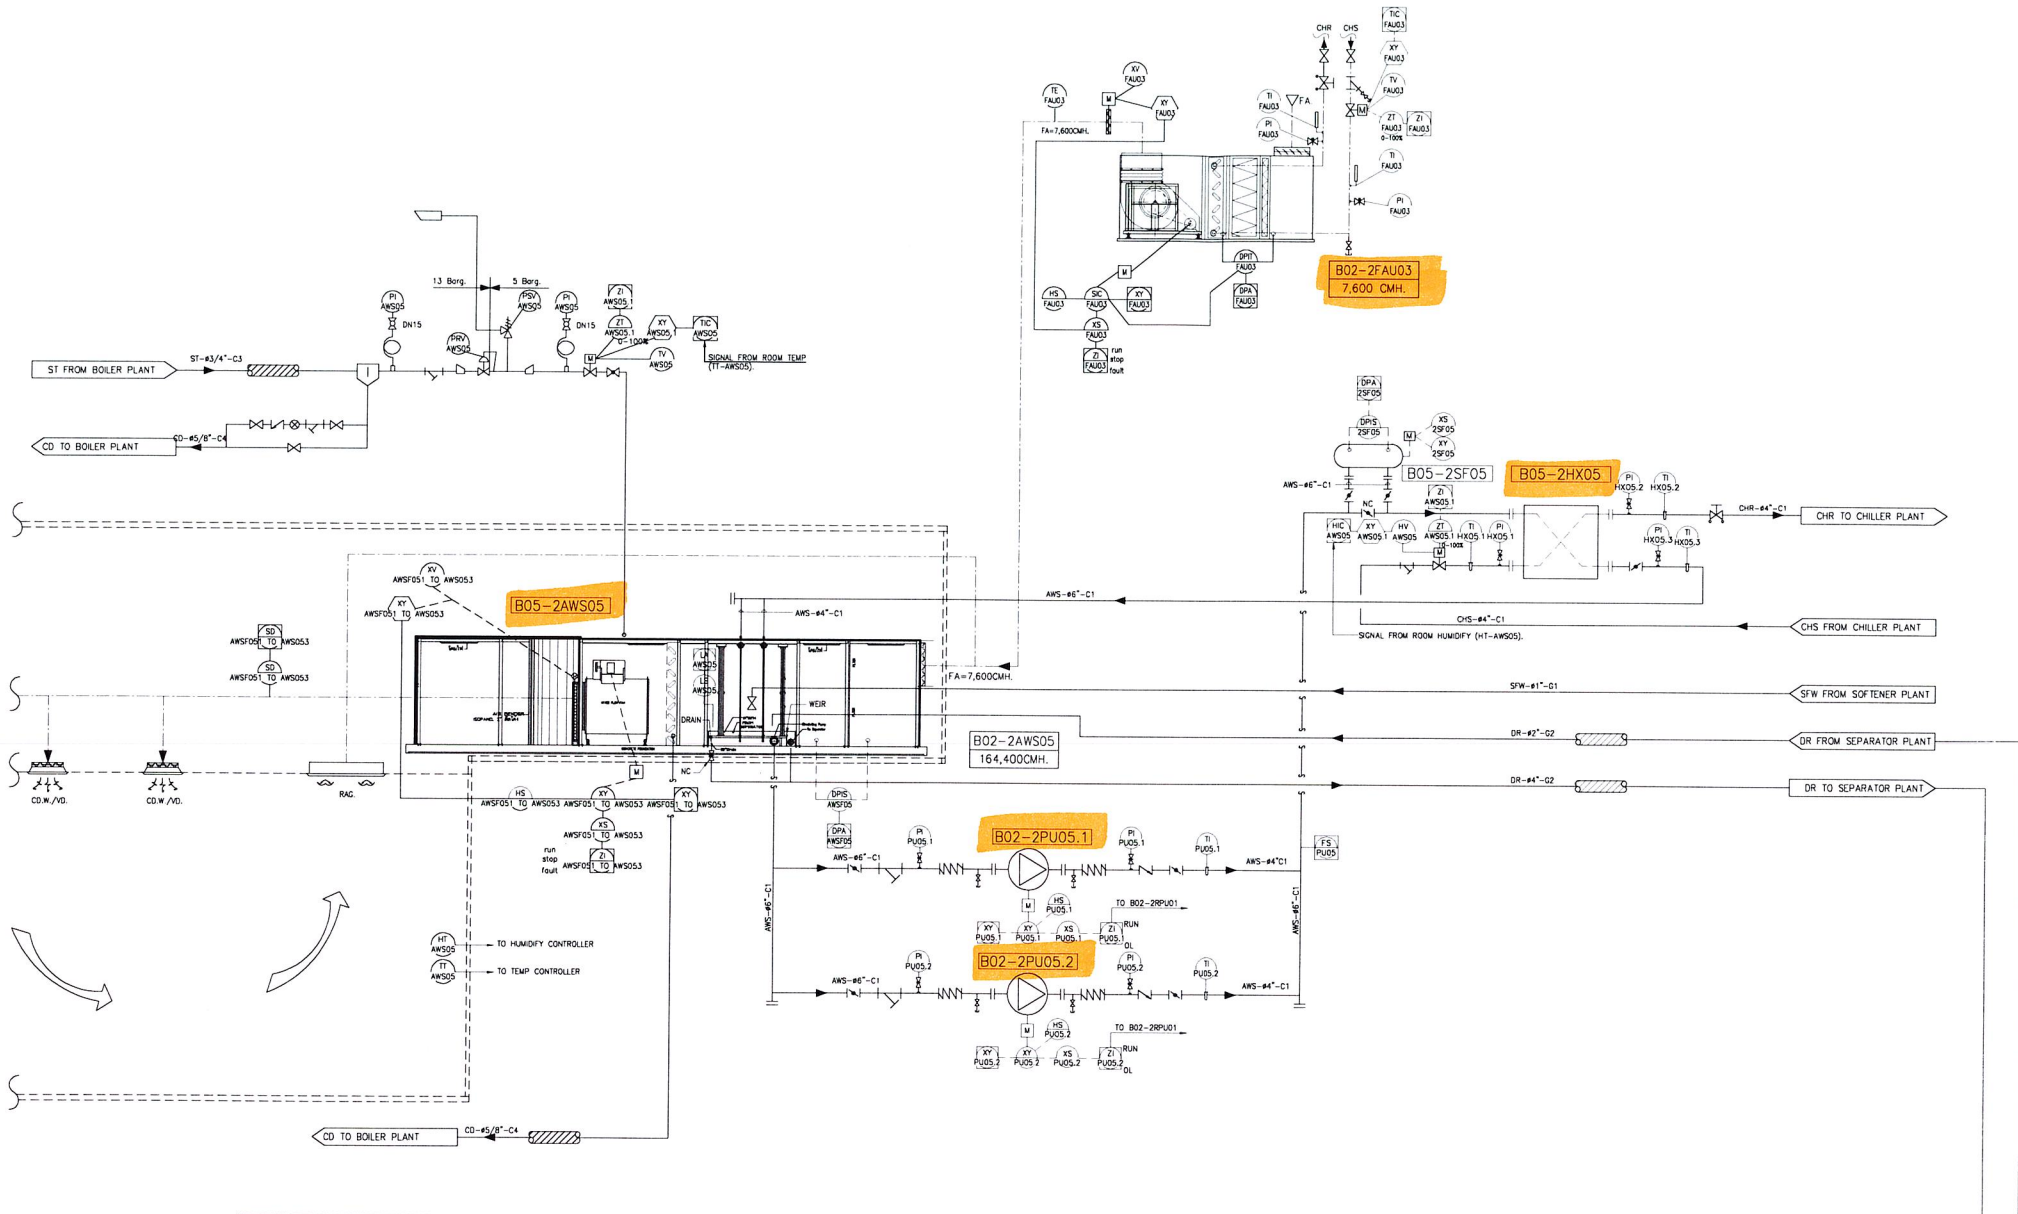 CHR
CHS
TIC
FAU03
XY
FAU03
TV
FAU03
ZT
FAU03
0-100%
ZI
FAU03
TI
FAU03
PI
FAU03
TE
FAU03
XV
FAU03
M
XY
FAU03
FA=7,600CMH.
TI
FAU03
FA.
PI
FAU03
M
DPIT
FAU03
DPA
FAU03
M
HS
FAU03
SIC
FAU03
XY
FAU03
XS
FAU03
ZI
FAU03
run
stop
fault
B02-2FAU03
7,600 CMH.
13 Barg.
5 Barg.
PI
AWS05
DN15
PSV
AWS05
PRV
AWS05
PI
AWS05
DN15
ZI
AWS05.1
ZT
AWS05.1
0-100%
XY
AWS05.1
TIC
AWS05
M
TV
AWS05
SIGNAL FROM ROOM TEMP
(TT-AWS05).
ST FROM BOILER PLANT
ST-ø3/4"-C3
CD TO BOILER PLANT
CD-ø5/8"-C4
DPA
2SF05
DPIS
2SF05
M
XS
2SF05
XY
2SF05
B05-2SF05
B05-2HX05
AWS-ø6"-C1
NC
ZI
AWS05.1
PI
HX05.2
TI
HX05.2
CHR-ø4"-C1
CHR TO CHILLER PLANT
HIC
AWS05
XY
AWS05.1
HV
AWS05
ZT
AWS05.1
0-100%
TI
HX05.1
PI
HX05.1
PI
HX05.3
TI
HX05.3
M
AWS-ø6"-C1
CHS-ø4"-C1
CHS FROM CHILLER PLANT
SIGNAL FROM ROOM HUMIDIFY (HT-AWS05).
XV
AWSF051 TO AWS053
XY
AWSF051 TO AWS053
B05-2AWS05
AWS-ø4"-C1
SD
AWSF051 TO AWS053
SD
AWSF051 TO AWS053
LA
AWS05
LE
AWS05
FA=7,600CMH.
SFW-ø1"-G1
SFW FROM SOFTENER PLANT
DRAIN
WEIR
B02-2AWS05
164,400CMH.
DR-ø2"-G2
DR FROM SEPARATOR PLANT
NC
DR-ø4"-G2
DR TO SEPARATOR PLANT
CD.W./VD.
CD.W./VD.
RAG.
M
HS
AWSF051 TO AWS053
XY
AWSF051 TO AWS053
XY
AWSF051 TO AWS053
XS
AWSF051 TO AWS053
ZI
AWSF051 TO AWS053
run
stop
fault
DPIS
AWSF05
DPA
AWSF05
B02-2PU05.1
PI
PU05.1
PI
PU05.1
TI
PU05.1
FS
PU05
AWS-ø6"-C1
AWS-ø4"C1
AWS-ø6"-C1
AWS-ø6"-C1
M
HS
PU05.1
TO B02-2RPU01
XY
PU05.1
XY
PU05.1
XS
PU05.1
ZI
PU05.1
RUN
OL
B02-2PU05.2
PI
PU05.2
PI
PU05.2
TI
PU05.2
AWS-ø6"-C1
AWS-ø4"-C1
M
HS
PU05.2
TO B02-2RPU01
XY
PU05.2
XY
PU05.2
XS
PU05.2
ZI
PU05.2
RUN
OL
HT
AWS05
TO HUMIDIFY CONTROLLER
TT
AWS05
TO TEMP CONTROLLER
CD TO BOILER PLANT
CD-ø5/8"-C4